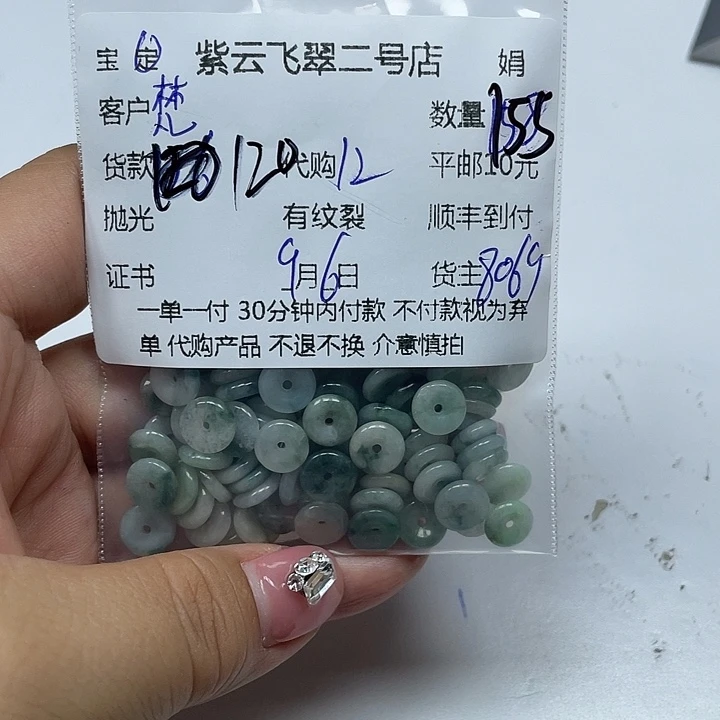 宝 定 紫云飞翠二号店 娟
客户 楚 数量 155
货款 120 代购 12 平邮10元
抛光 有纹裂 顺丰到付
证书 9月6日 货主 8069
一单一付 30分钟内付款 不付款视为弃
单 代购产品 不退不换 介意慎拍